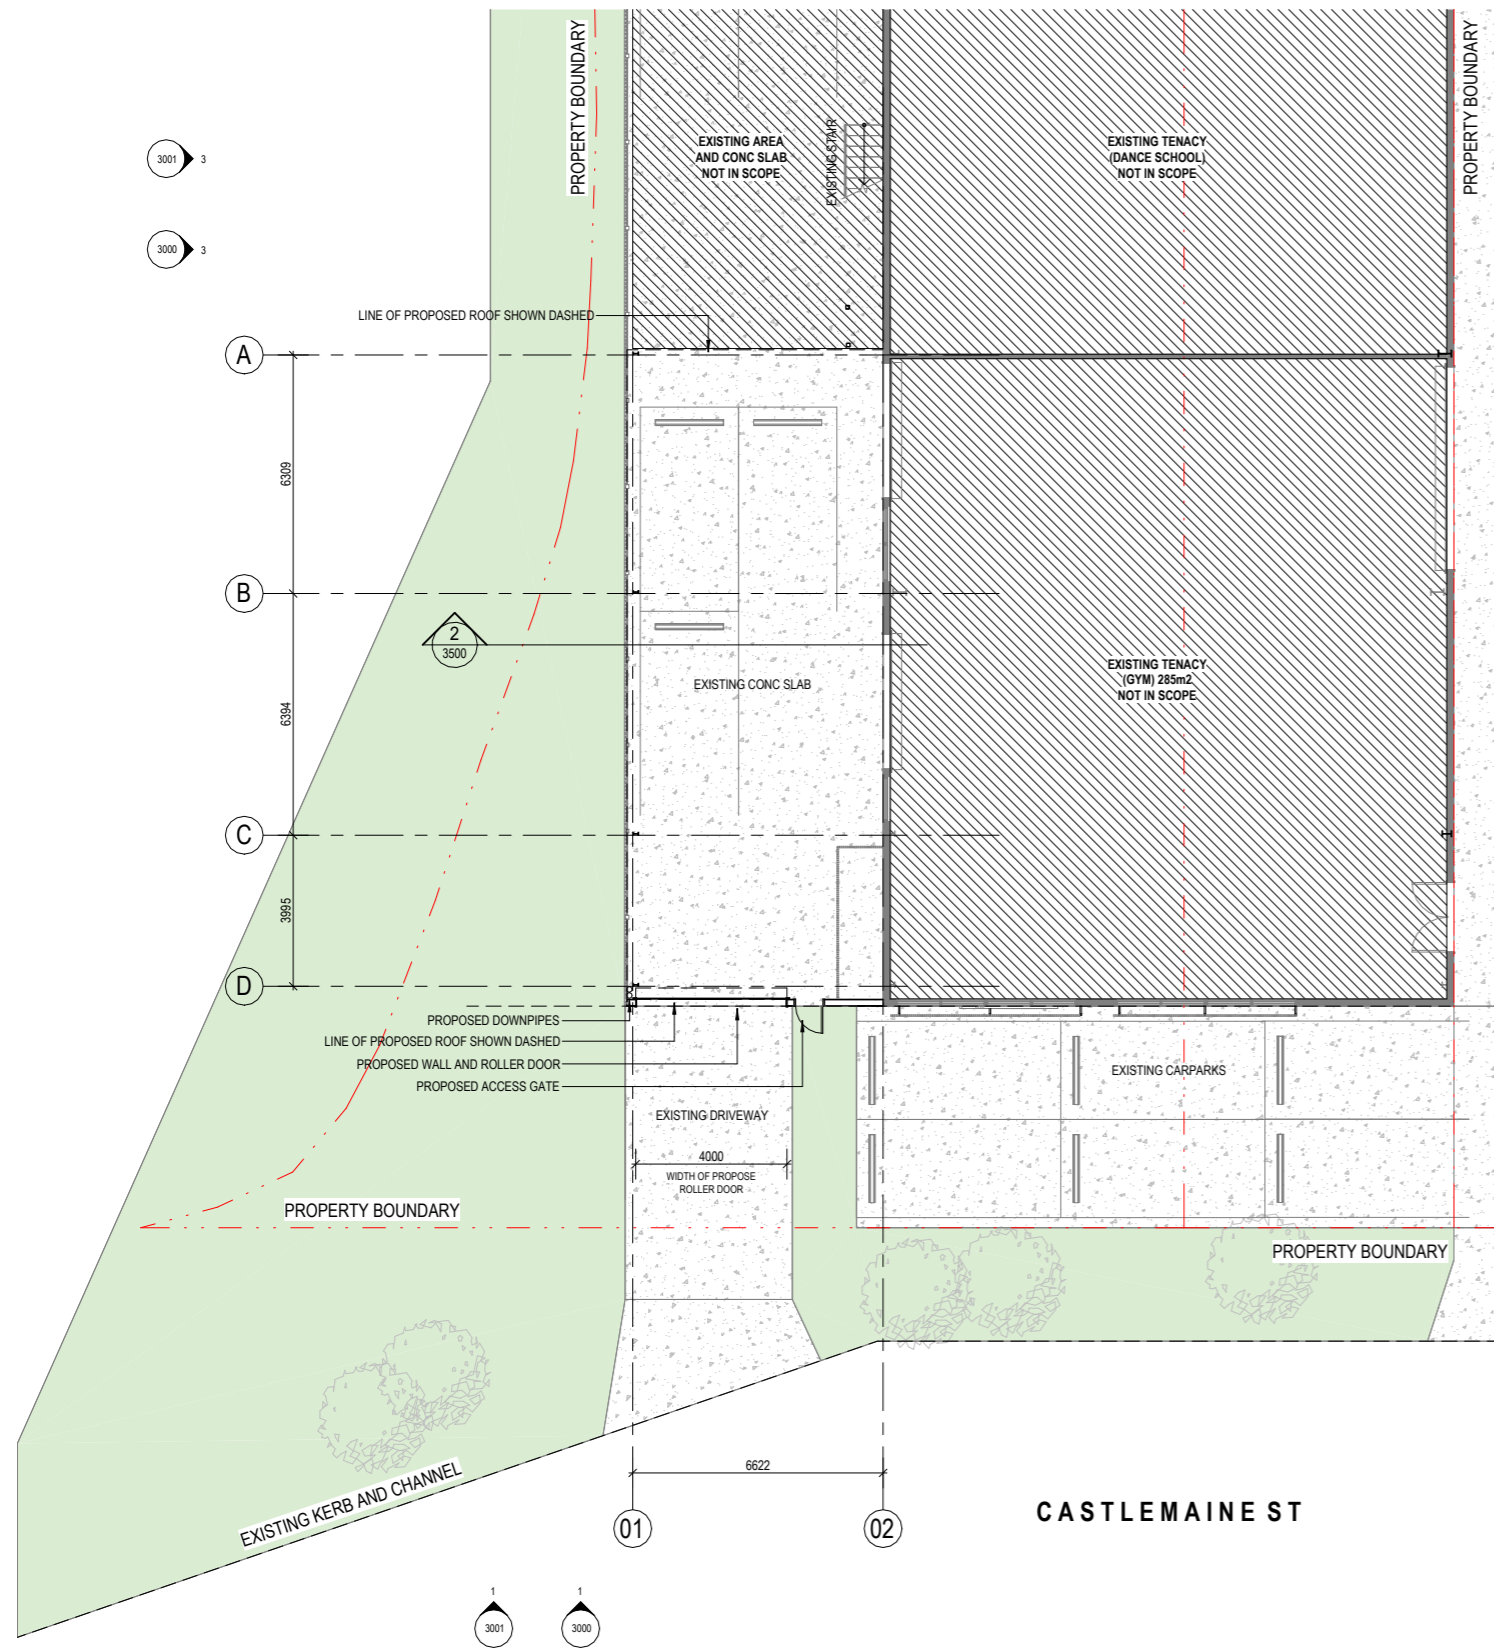 PROPERTY BOUNDARY
PROPERTY BOUNDARY
3001
3
3000
3
EXISTING AREA
AND CONC SLAB
NOT IN SCOPE
EXISTING STAIR
EXISTING TENACY
(DANCE SCHOOL)
NOT IN SCOPE
LINE OF PROPOSED ROOF SHOWN DASHED
A
6309
B
2
3500
EXISTING CONC SLAB
EXISTING TENACY
(GYM) 285m2
NOT IN SCOPE
6394
C
3995
D
PROPOSED DOWNPIPES
LINE OF PROPOSED ROOF SHOWN DASHED
PROPOSED WALL AND ROLLER DOOR
PROPOSED ACCESS GATE
EXISTING CARPARKS
EXISTING DRIVEWAY
4000
WIDTH OF PROPOSE
ROLLER DOOR
PROPERTY BOUNDARY
PROPERTY BOUNDARY
EXISTING KERB AND CHANNEL
6622
01
02
CASTLEMAINE ST
1
3001
1
3000